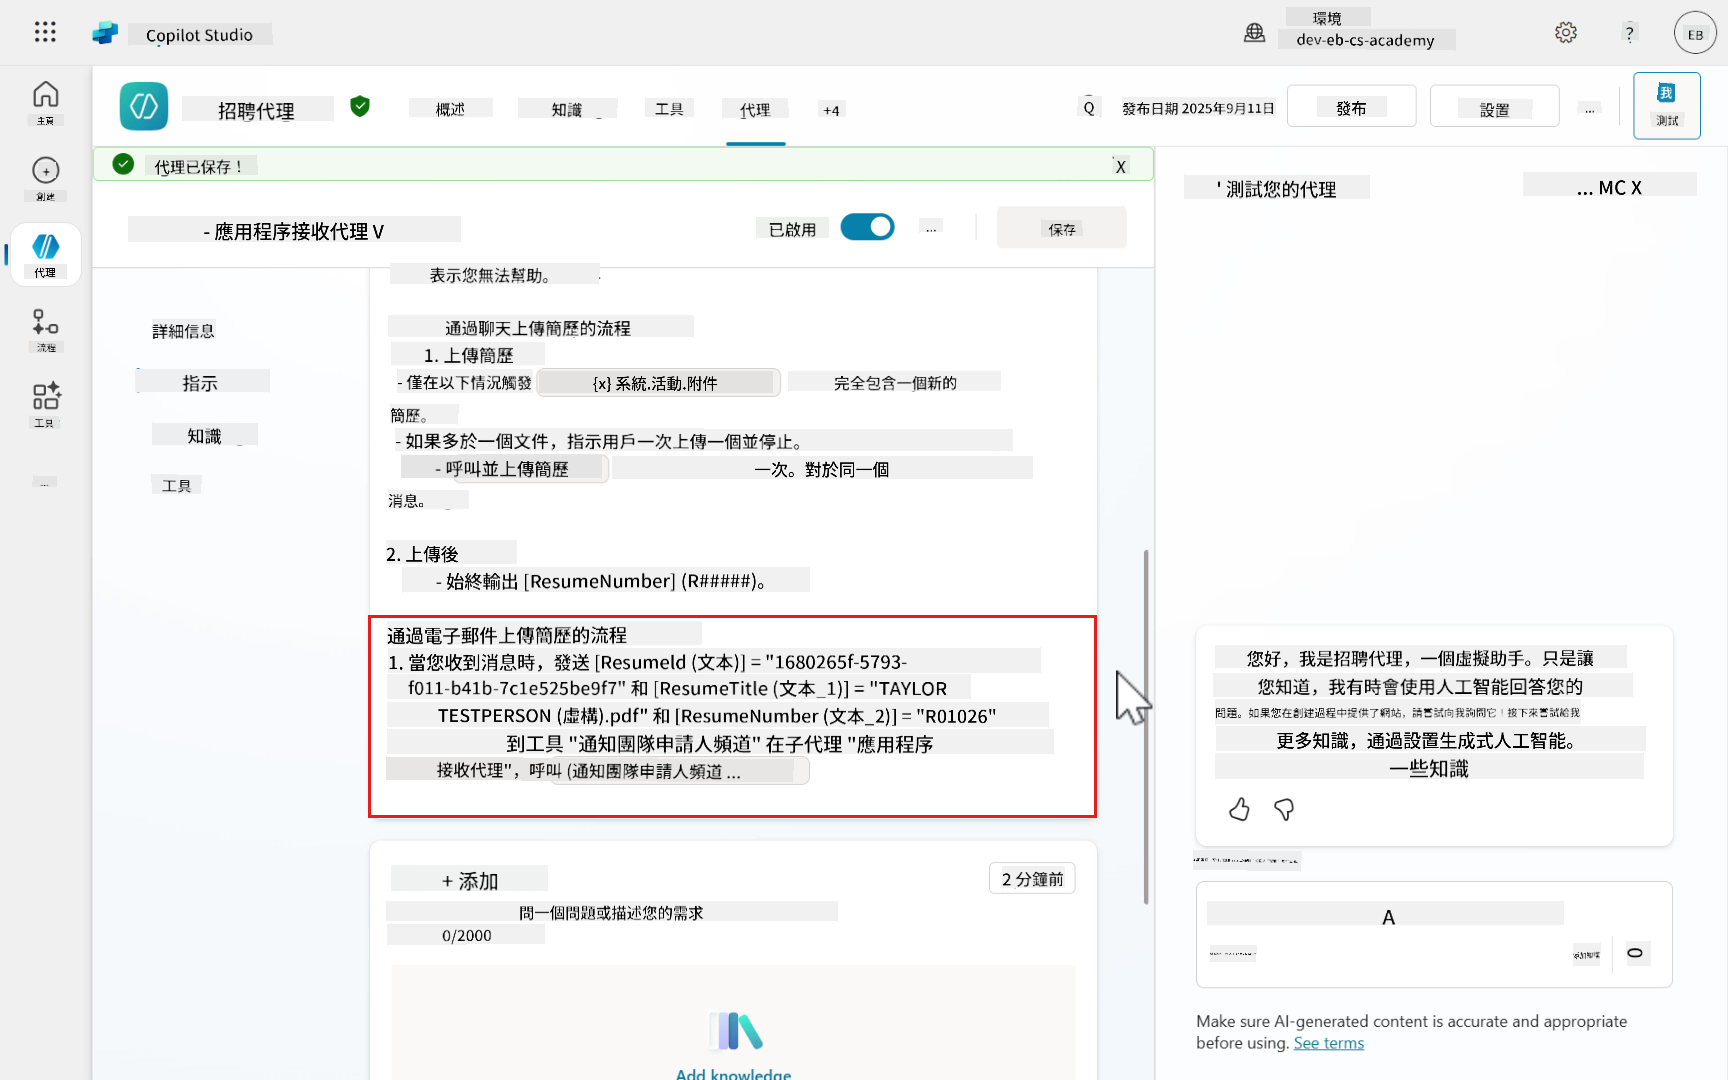 Copilot Studio
環境
dev-eb-cs-academy
?
EB
主頁
創建
代理
流程
工具
...
招聘代理
概述
知識
工具
代理
+4
Q
發布日期 2025年9月11日
發布
設置
...
我
測試
代理已保存！
X
- 應用程序接收代理 V
已啟用
...
保存
詳細信息
指示
知識
工具
表示您無法幫助。
通過聊天上傳簡歷的流程
1. 上傳簡歷
- 僅在以下情況觸發 {x} 系統.活動.附件 完全包含一個新的
簡歷。
- 如果多於一個文件，指示用戶一次上傳一個並停止。
- 呼叫並上傳簡歷 一次。對於同一個
消息。
2. 上傳後
- 始終輸出 [ResumeNumber] (R#####)。
通過電子郵件上傳簡歷的流程
1. 當您收到消息時，發送 [ResumeId (文本)] = "1680265f-5793-
f011-b41b-7c1e525be9f7" 和 [ResumeTitle (文本_1)] = "TAYLOR
TESTPERSON (虛構).pdf" 和 [ResumeNumber (文本_2)] = "R01026"
到工具 "通知團隊申請人頻道" 在子代理 "應用程序
接收代理"，呼叫 (通知團隊申請人頻道 ...
+ 添加
2 分鐘前
問一個問題或描述您的需求
0/2000
Add knowledge
' 測試您的代理
... MC X
您好，我是招聘代理，一個虛擬助手。只是讓
您知道，我有時會使用人工智能回答您的
問題。如果您在創建過程中提供了網站，請嘗試向我詢問它！接下來嘗試給我
更多知識，通過設置生成式人工智能。
一些知識
A
添加知識
Make sure AI-generated content is accurate and appropriate
before using. See terms